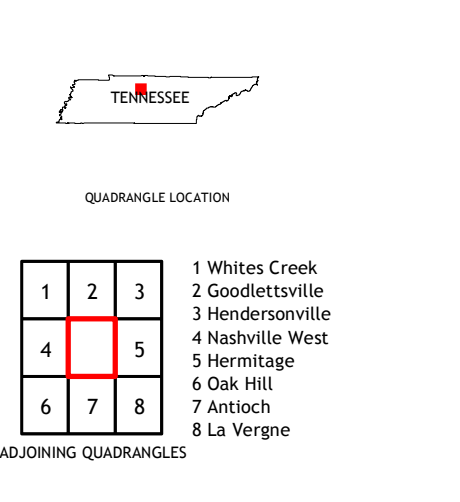 TENNESSEE
QUADRANGLE LOCATION
1 2 3
4 5
6 7 8
1 Whites Creek
2 Goodlettsville
3 Hendersonville
4 Nashville West
5 Hermitage
6 Oak Hill
7 Antioch
8 La Vergne
ADJOINING QUADRANGLES